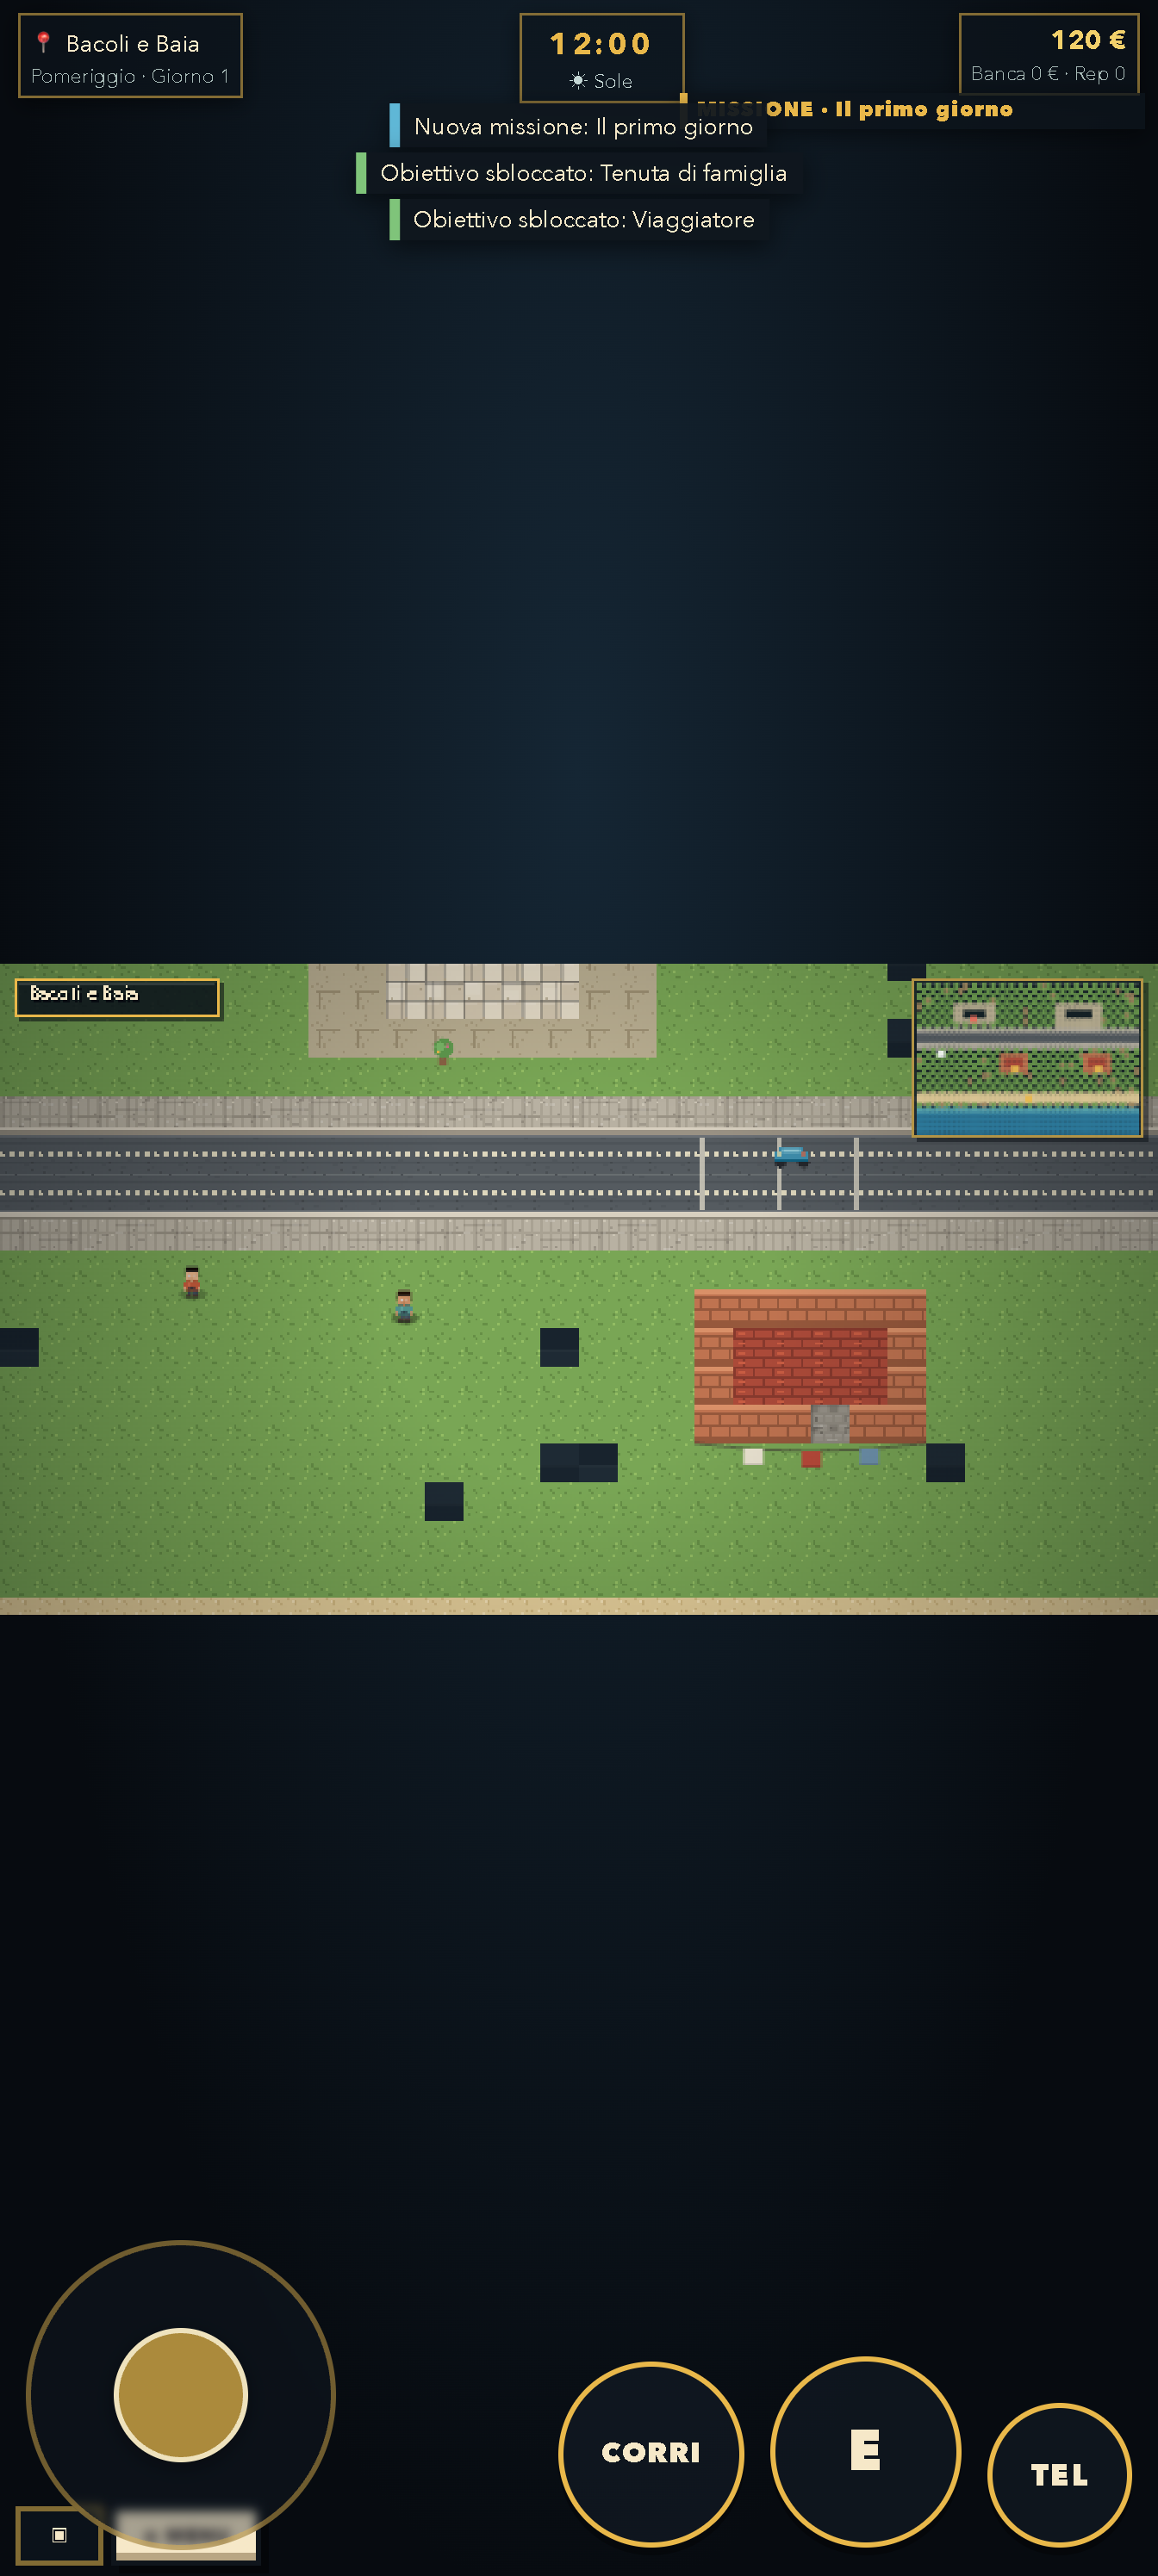 Bacoli e Baia
Pomeriggio · Giorno 1
12:00
Sole
120 €
Banca 0 € · Rep 0
MISSIONE · Il primo giorno
Nuova missione: Il primo giorno
Obiettivo sbloccato: Tenuta di famiglia
Obiettivo sbloccato: Viaggiatore
Bacoli e Baia
CORRI
E
TEL